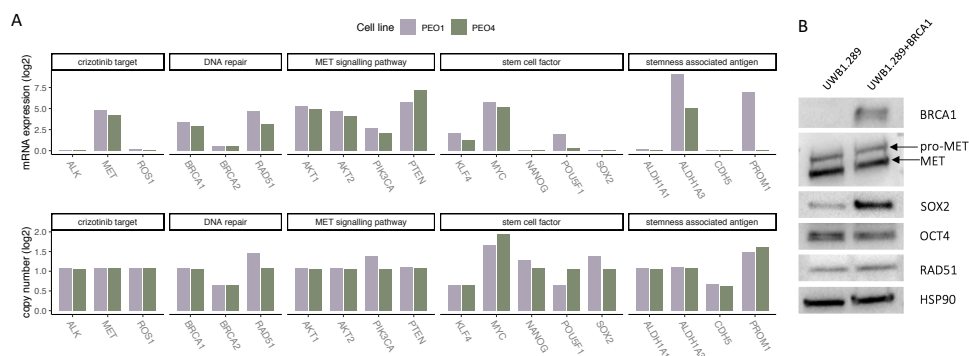 A
Cell line PEO1 PEO4
crizotinib target DNA repair MET signalling pathway stem cell factor stemness associated antigen
mRNA expression (log2)
7.5
5.0
2.5
0.0
ALK MET ROS1 BRCA1 BRCA2 RAD51 AKT1 AKT2 PIK3CA PTEN KLF4 MYC NANOG POU5F1 SOX2 ALDH1A1 ALDH1A3 CDH5 PROM1
crizotinib target DNA repair MET signalling pathway stem cell factor stemness associated antigen
copy number (log2)
2.0
1.5
1.0
0.5
0.0
ALK MET ROS1 BRCA1 BRCA2 RAD51 AKT1 AKT2 PIK3CA PTEN KLF4 MYC NANOG POU5F1 SOX2 ALDH1A1 ALDH1A3 CDH5 PROM1
B
UWB1.289
UWB1.289+BRCA1
BRCA1
pro-MET
MET
SOX2
OCT4
RAD51
HSP90